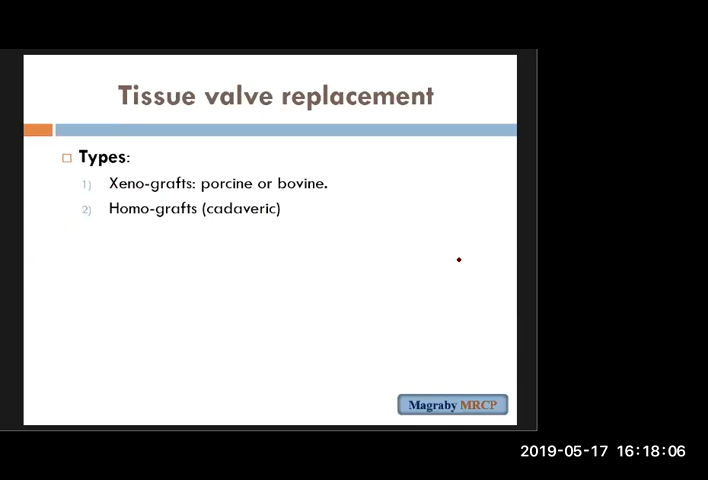 Tissue valve replacement
Types:
1) Xeno-grafts: porcine or bovine.
2) Homo-grafts (cadaveric)
Magraby MRCP
2019-05-17 16:18:06